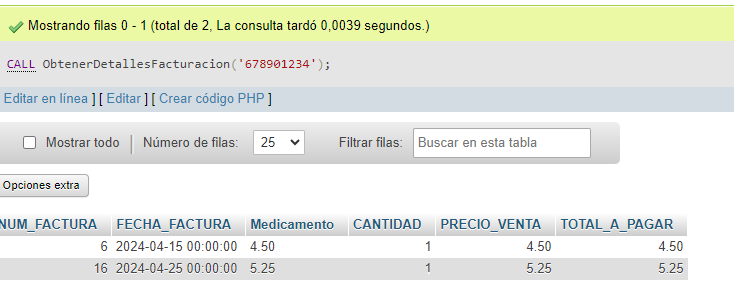 Mostrando filas 0 - 1 (total de 2, La consulta tardó 0,0039 segundos.)
CALL ObtenerDetallesFacturacion('678901234');
Editar en línea ] [ Editar ] [ Crear código PHP ]
Mostrar todo Número de filas: 25 Filtrar filas: Buscar en esta tabla
Opciones extra
NUM_FACTURA FECHA_FACTURA Medicamento CANTIDAD PRECIO_VENTA TOTAL_A_PAGAR
6 2024-04-15 00:00:00 4.50 1 4.50 4.50
16 2024-04-25 00:00:00 5.25 1 5.25 5.25